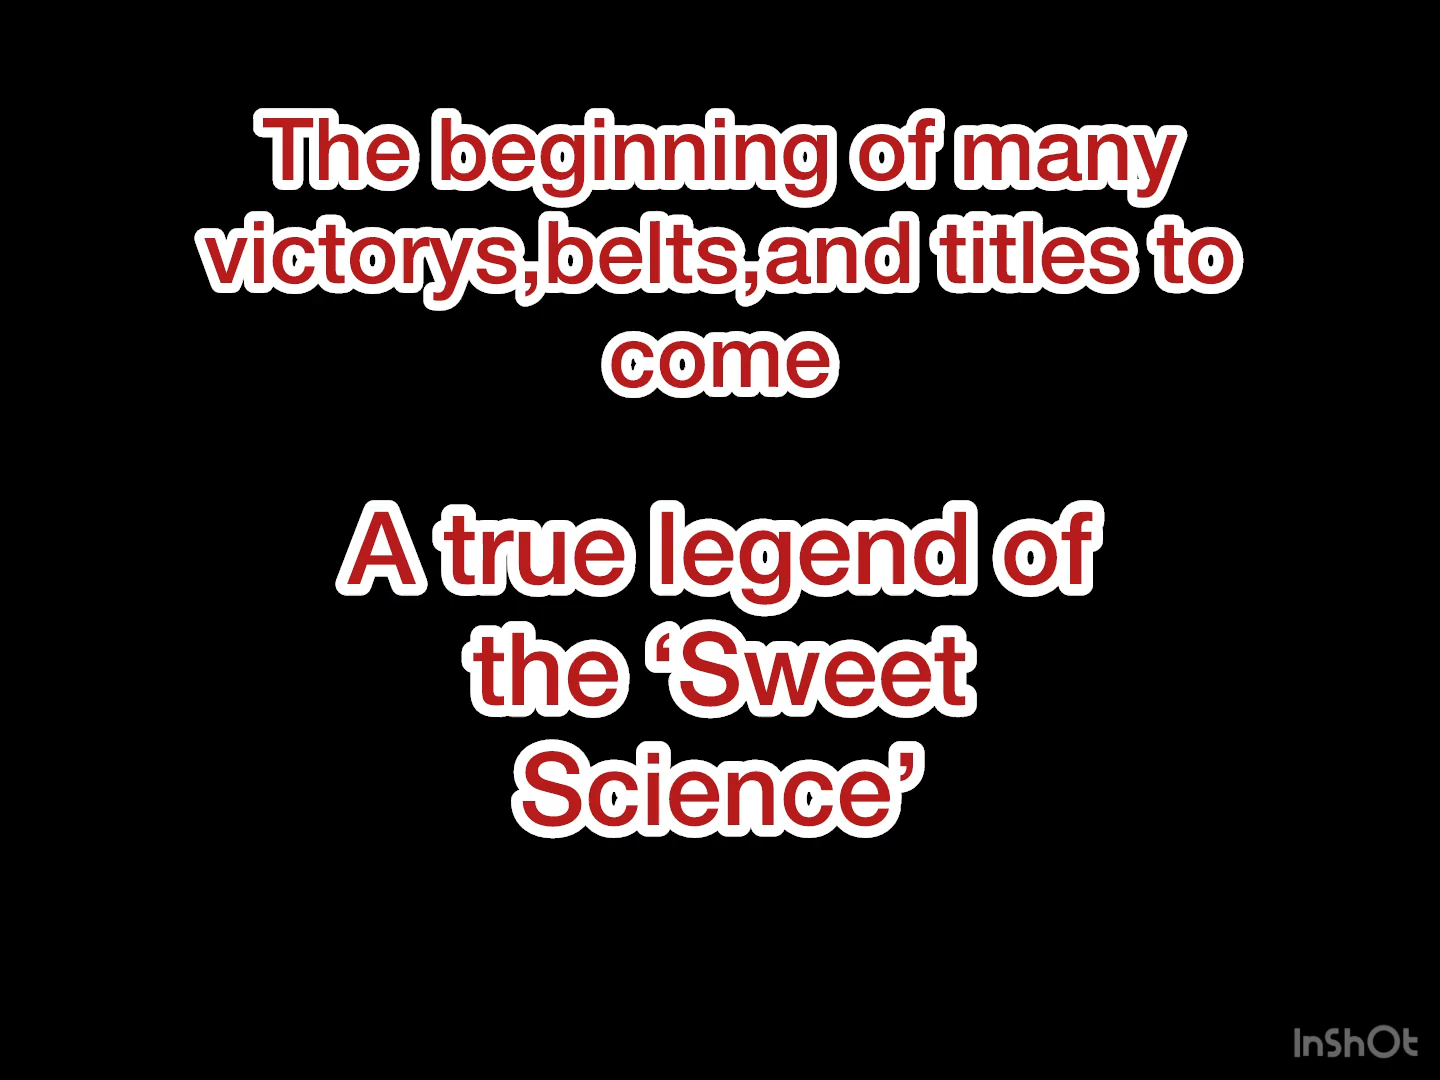 The beginning of many
victorys,belts,and titles to
come
A true legend of
the ‘Sweet
Science’
InShOt